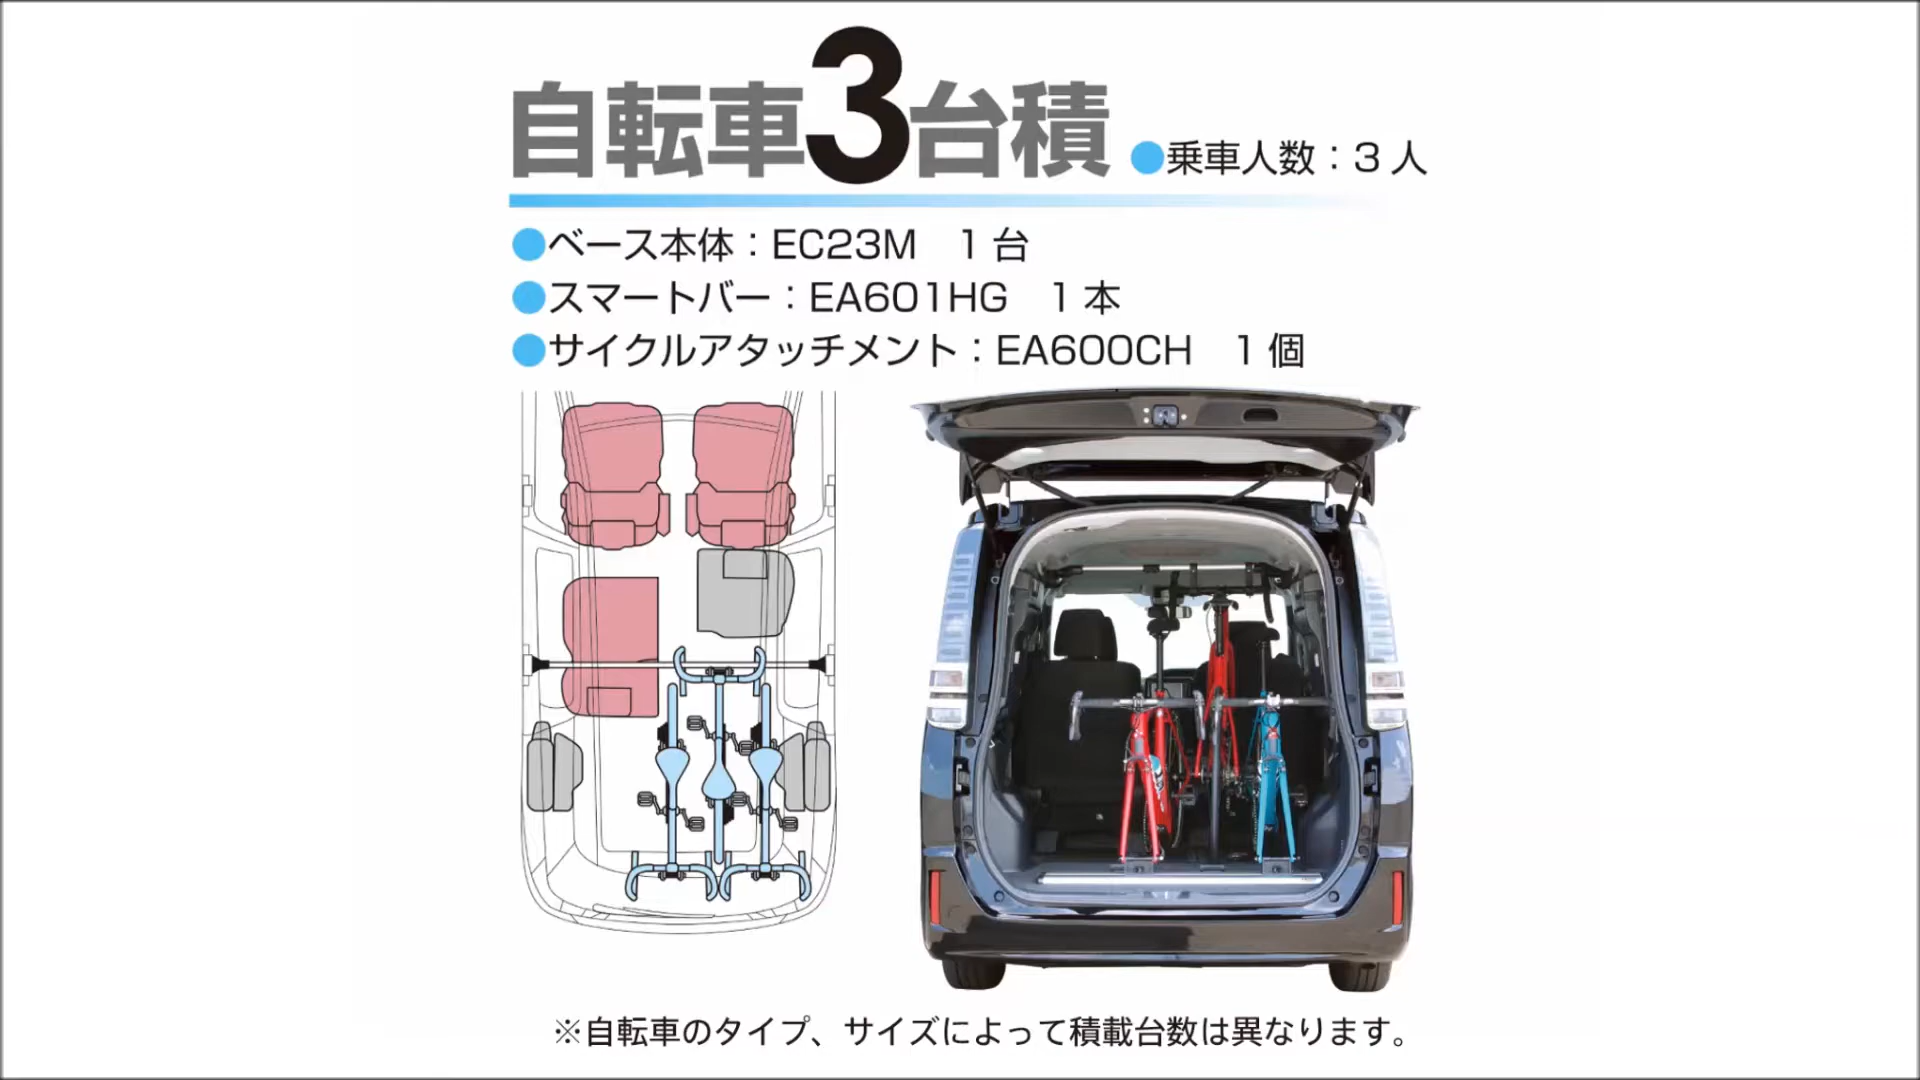 自転車3台積 ●乗車人数：3人
●ベース本体：EC23M 1台
●スマートバー：EA601HG 1本
●サイクルアタッチメント：EA600CH 1個
※自転車のタイプ、サイズによって積載台数は異なります。